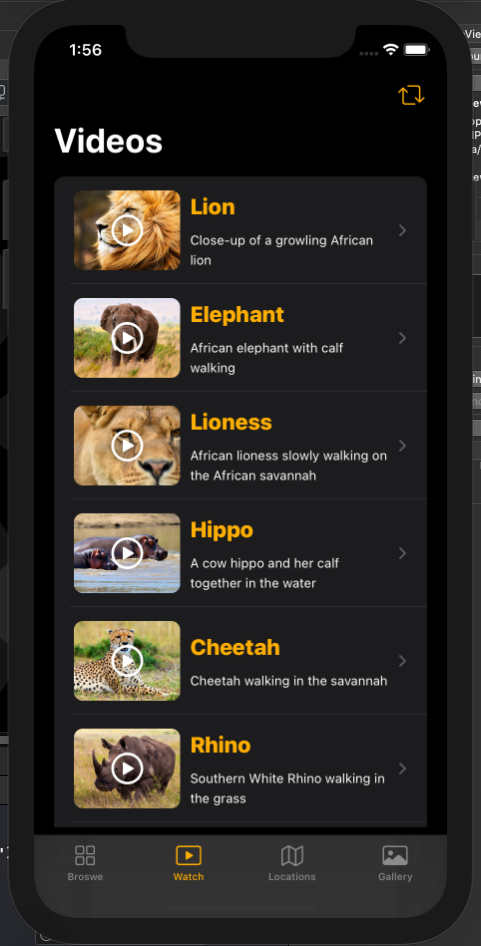 1:56
Videos
Lion
Close-up of a growling African
lion
Elephant
African elephant with calf
walking
Lioness
African lioness slowly walking on
the African savannah
Hippo
A cow hippo and her calf
together in the water
Cheetah
Cheetah walking in the savannah
Rhino
Southern White Rhino walking in
the grass
Broswe
Watch
Locations
Gallery